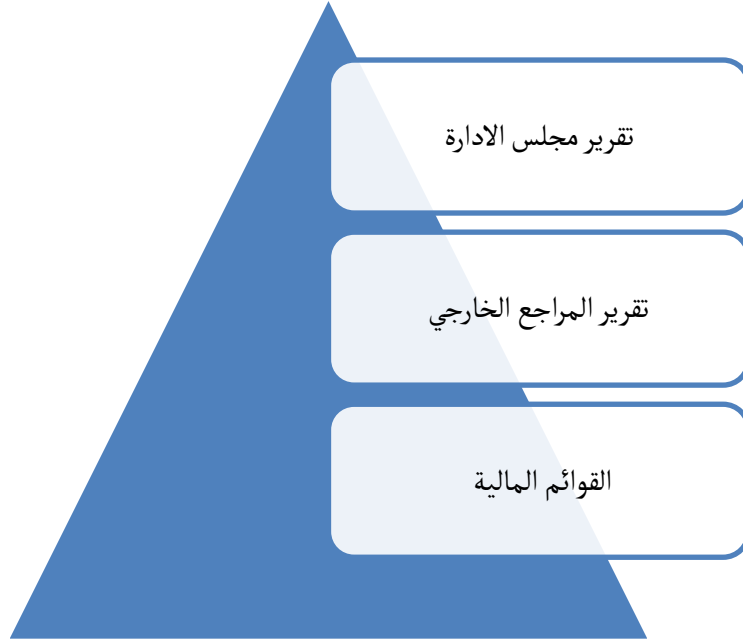 تقرير مجلس الادارة
تقرير المراجع الخارجي
القوائم المالية